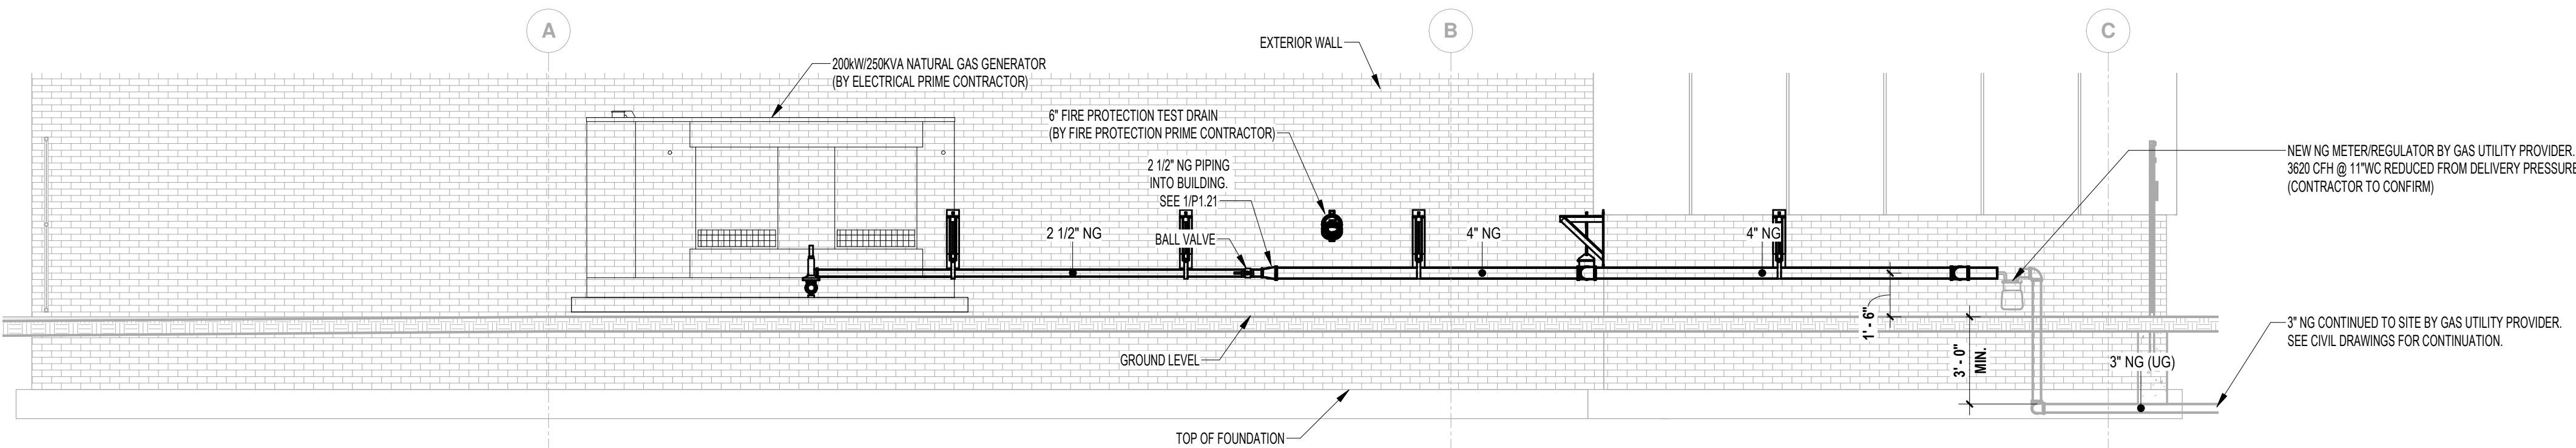 A
B
C
EXTERIOR WALL
200kW/250KVA NATURAL GAS GENERATOR
(BY ELECTRICAL PRIME CONTRACTOR)
6" FIRE PROTECTION TEST DRAIN
(BY FIRE PROTECTION PRIME CONTRACTOR)
2 1/2" NG PIPING
INTO BUILDING.
SEE 1/P1.21
NEW NG METER/REGULATOR BY GAS UTILITY PROVIDER.
3620 CFH @ 11"WC REDUCED FROM DELIVERY PRESSURE
(CONTRACTOR TO CONFIRM)
2 1/2" NG
BALL VALVE
4" NG
4" NG
1' - 6"
3' - 0"
MIN.
3" NG CONTINUED TO SITE BY GAS UTILITY PROVIDER.
SEE CIVIL DRAWINGS FOR CONTINUATION.
GROUND LEVEL
3" NG (UG)
TOP OF FOUNDATION